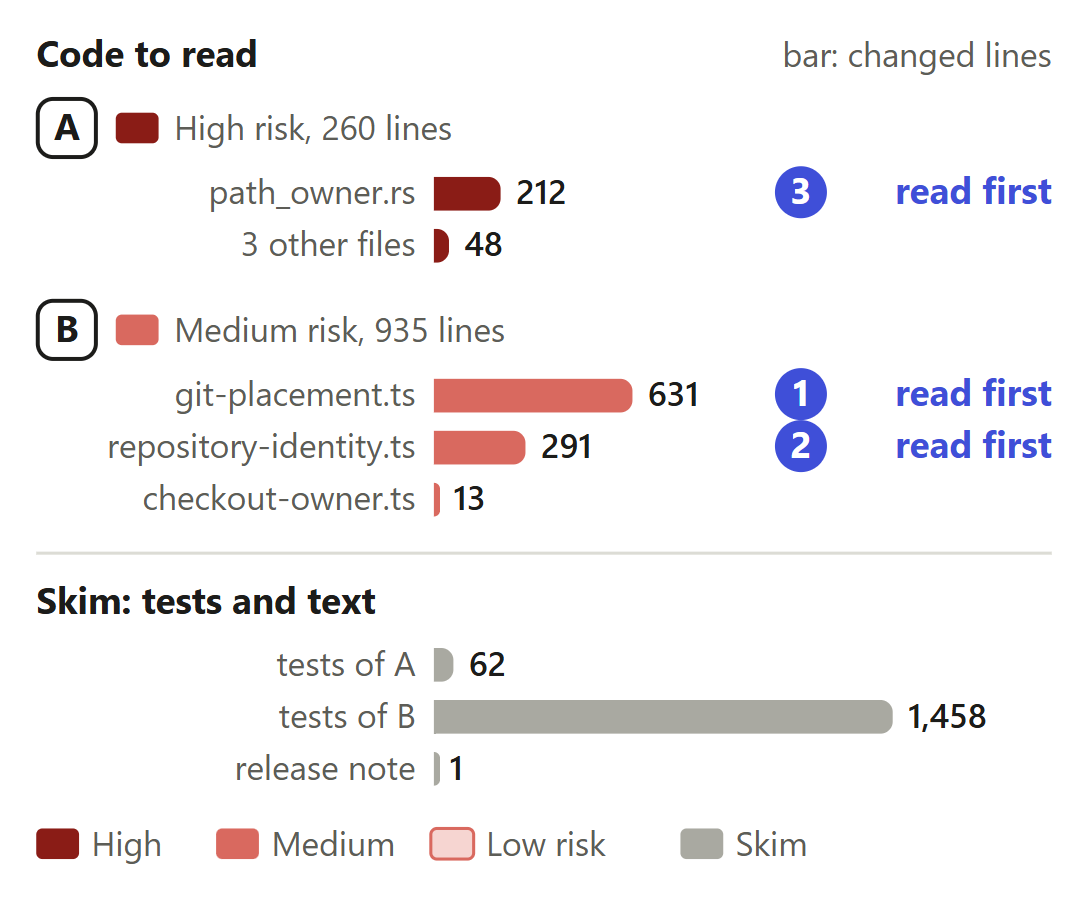 Code to read bar: changed lines
A High risk, 260 lines
path_owner.rs 212 3 read first
3 other files 48
B Medium risk, 935 lines
git-placement.ts 631 1 read first
repository-identity.ts 291 2 read first
checkout-owner.ts 13
Skim: tests and text
tests of A 62
tests of B 1,458
release note 1
High Medium Low risk Skim